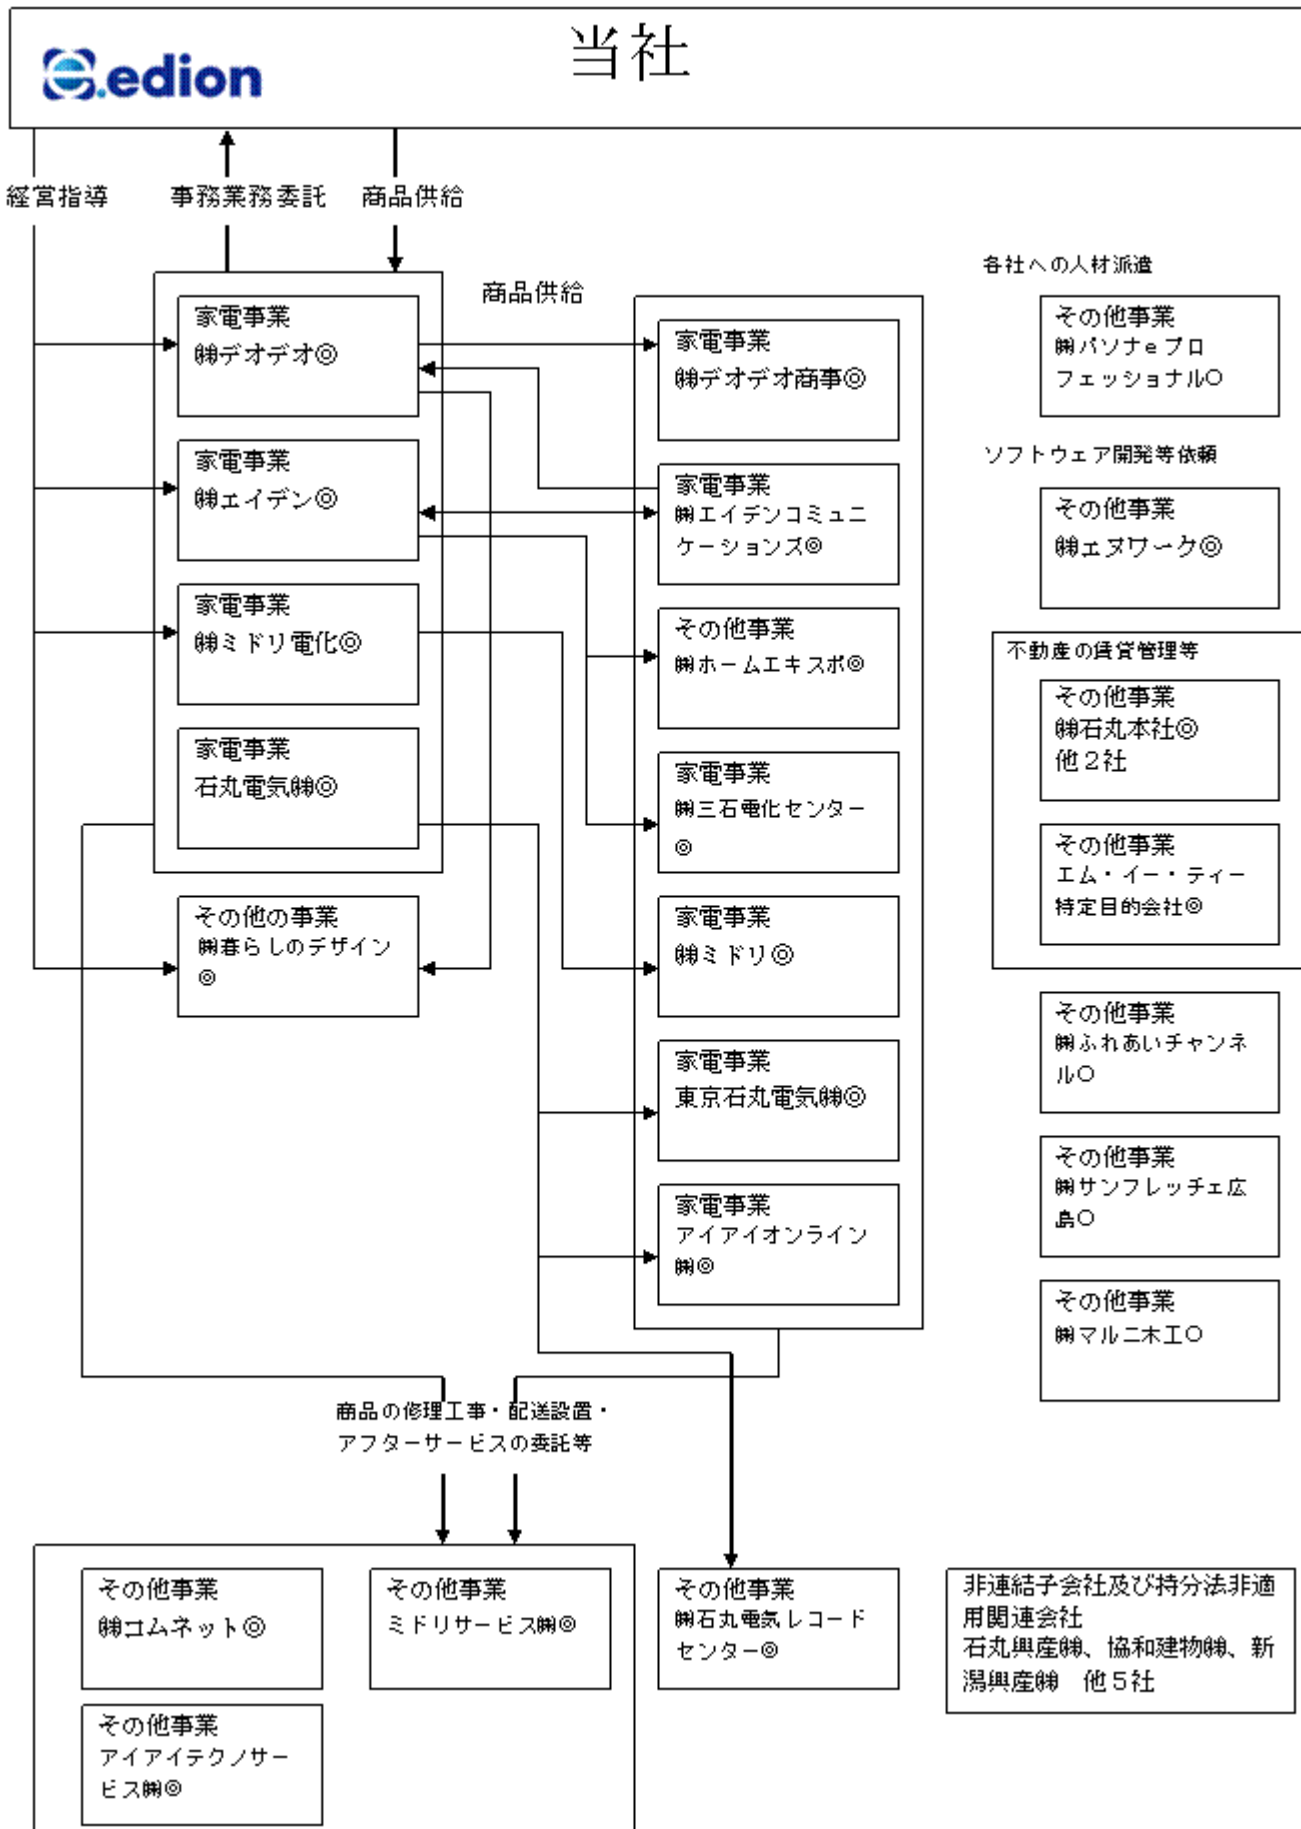 当社
edion
経営指導
事務業務委託
商品供給
商品供給
家電事業
㈱デオデオ◎
家電事業
㈱エイデン◎
家電事業
㈱ミドリ電化◎
家電事業
石丸電気㈱◎
その他の事業
㈱暮らしのデザイン
◎
家電事業
㈱デオデオ商事◎
家電事業
㈱エイデンコミュニ
ケーションズ◎
その他事業
㈱ホームエキスポ◎
家電事業
㈱三石電化センター
◎
家電事業
㈱ミドリ◎
家電事業
東京石丸電気㈱◎
家電事業
アイアイオンライン
㈱◎
各社への人材派遣
その他事業
㈱パソナｅプロ
フェッショナル○
ソフトウェア開発等依頼
その他事業
㈱エヌワーク◎
不動産の賃貸管理等
その他事業
㈱石丸本社◎
他２社
その他事業
エム・イー・ティー
特定目的会社◎
その他事業
㈱ふれあいチャンネ
ル○
その他事業
㈱サンフレッチェ広
島○
その他事業
㈱マルニ木工○
商品の修理工事・配送設置・
アフターサービスの委託等
その他事業
㈱コムネット◎
その他事業
ミドリサービス㈱◎
その他事業
アイアイテクノサー
ビス㈱◎
その他事業
㈱石丸電気レコード
センター◎
非連結子会社及び持分法非適
用関連会社
石丸興産㈱、協和建物㈱、新
潟興産㈱　他５社